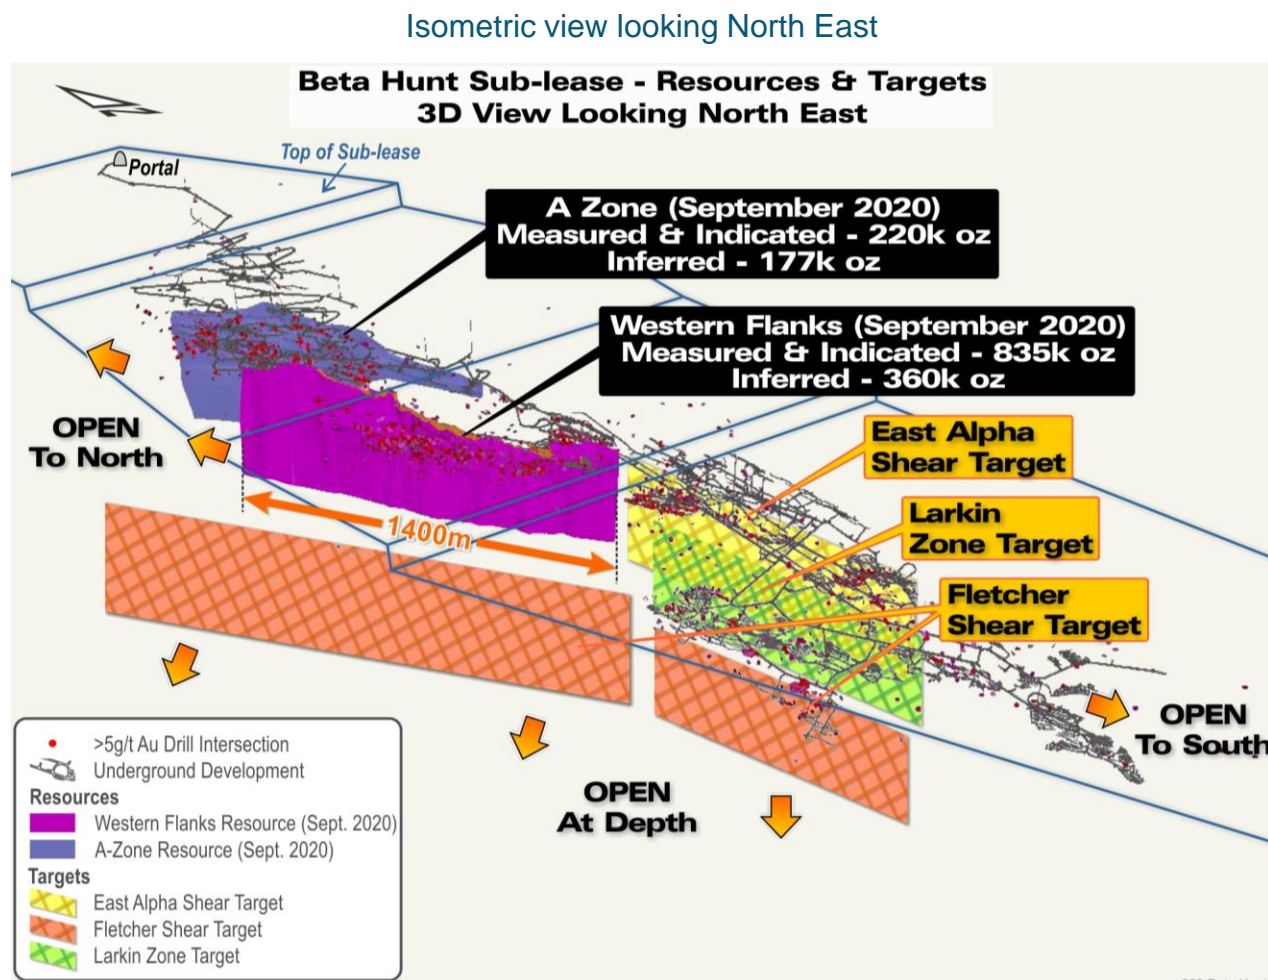 Isometric view looking North East
Beta Hunt Sub-lease - Resources & Targets
3D View Looking North East
Portal
Top of Sub-lease
A Zone (September 2020)
Measured & Indicated - 220k oz
Inferred - 177k oz
Western Flanks (September 2020)
Measured & Indicated - 835k oz
Inferred - 360k oz
OPEN
To North
East Alpha
Shear Target
Larkin
Zone Target
1400m
Fletcher
Shear Target
OPEN
To South
OPEN
At Depth
>5g/t Au Drill Intersection
Underground Development
Resources
Western Flanks Resource (Sept. 2020)
A-Zone Resource (Sept. 2020)
Targets
East Alpha Shear Target
Fletcher Shear Target
Larkin Zone Target